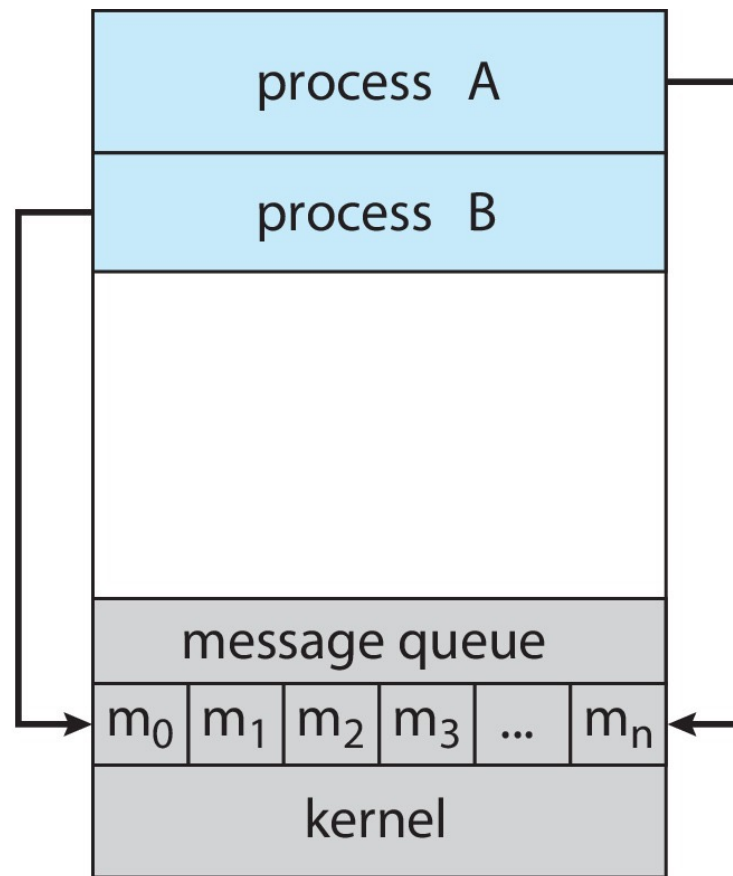 process A
process B
message queue
m₀ m₁ m₂ m₃ ... mₙ
kernel